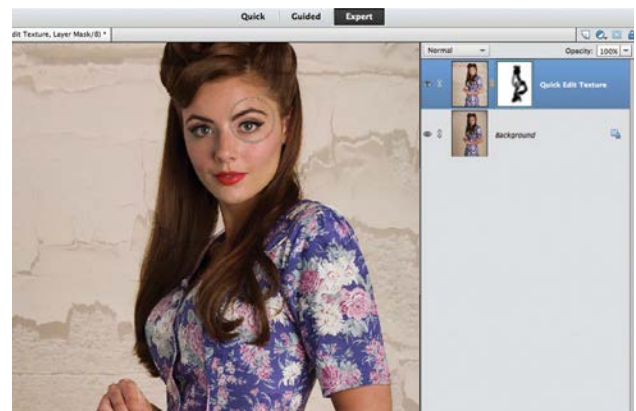 Quick Guided Expert
dit Texture, Layer Mask/8) *
Normal Opacity: 100%
Quick Edit Texture
Background